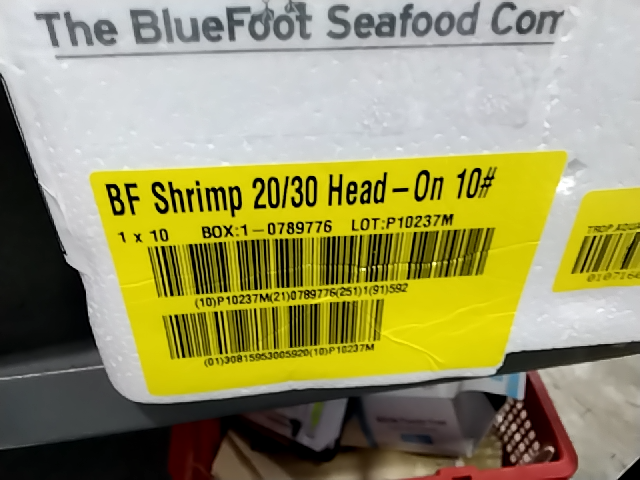 The BlueFoot Seafood Com
BF Shrimp 20/30 Head-On 10#
1 x 10 BOX:1-0789776 LOT:P10237M
(10)P10237M(21)0789776(251)1(91)592
(01)30815953005920(10)P10237M